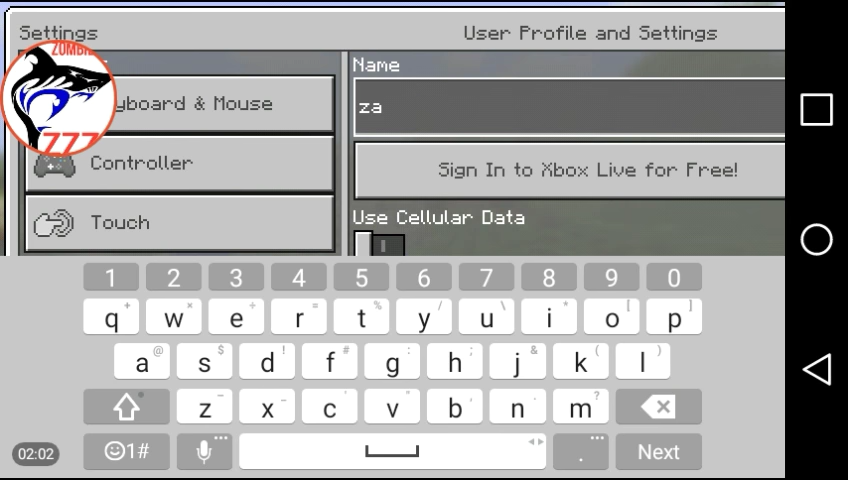 Settings
User Profile and Settings
ZOMBI
777
yboard & Mouse
Controller
Touch
Name
za
Sign In to Xbox Live for Free!
Use Cellular Data
1 2 3 4 5 6 7 8 9 0
q w e r t y u i o p
+ × ÷ = % / \ * [ ]
a s d f g h j k l
@ $ ! # : ; & ( )
z x c v b n m
?
02:02
1#
.
Next